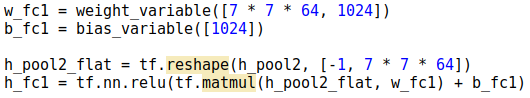 w_fc1 = weight_variable([7 * 7 * 64, 1024])
b_fc1 = bias_variable([1024])
h_pool2_flat = tf.reshape(h_pool2, [-1, 7 * 7 * 64])
h_fc1 = tf.nn.relu(tf.matmul(h_pool2_flat, w_fc1) + b_fc1)